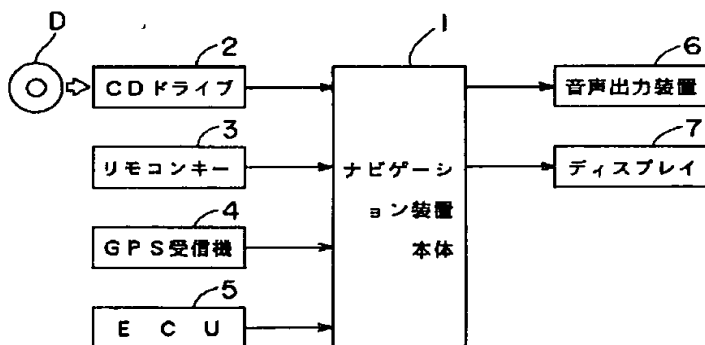 D
2
CDドライブ
3
リモコンキー
4
GPS受信機
5
ECU
1
ナビゲーシ
ョン装置
本体
6
音声出力装置
7
ディスプレイ